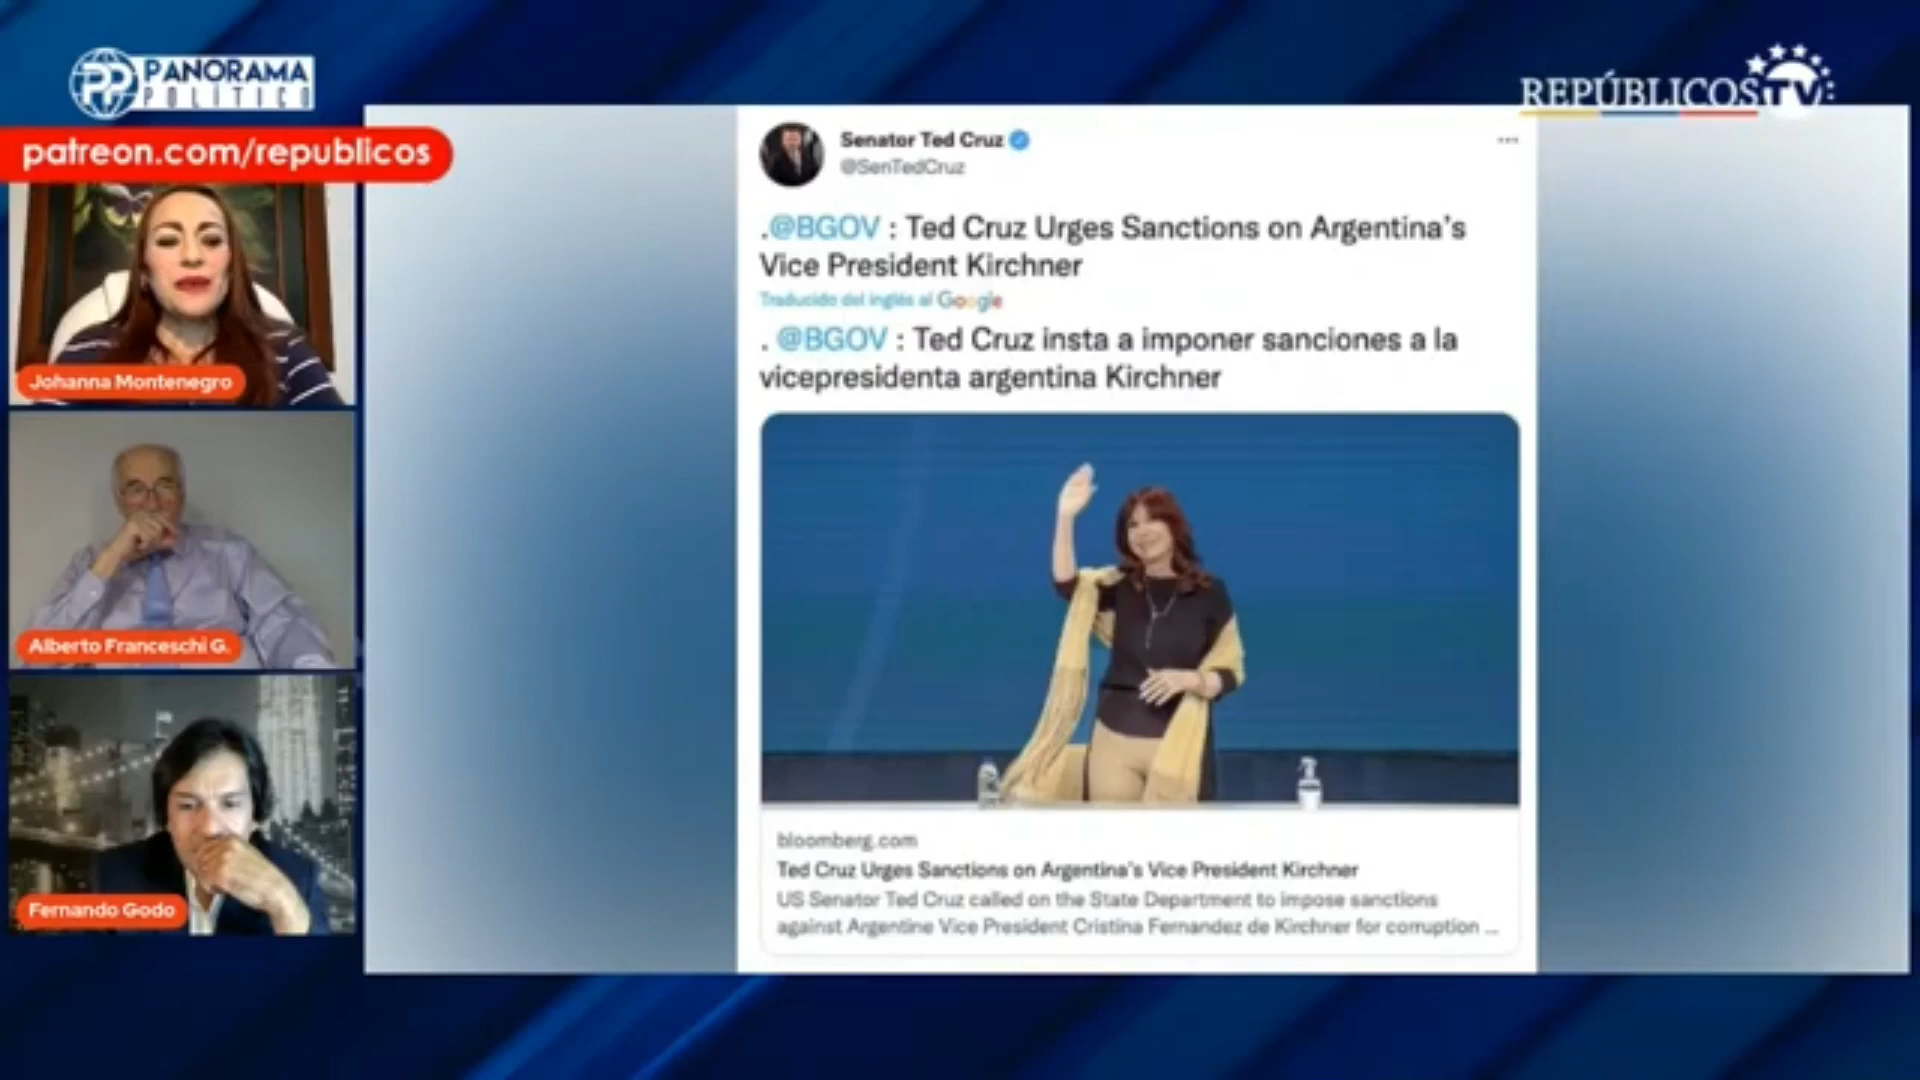 PANORAMA
POLÍTICO
REPÚBLICOS TV
patreon.com/republicos
Johanna Montenegro
Alberto Franceschi G.
Fernando Godo
Senator Ted Cruz
@SenTedCruz
.@BGOV : Ted Cruz Urges Sanctions on Argentina's
Vice President Kirchner
Traducido del inglés al Google
. @BGOV : Ted Cruz insta a imponer sanciones a la
vicepresidenta argentina Kirchner
bloomberg.com
Ted Cruz Urges Sanctions on Argentina's Vice President Kirchner
US Senator Ted Cruz called on the State Department to impose sanctions
against Argentine Vice President Cristina Fernandez de Kirchner for corruption ...